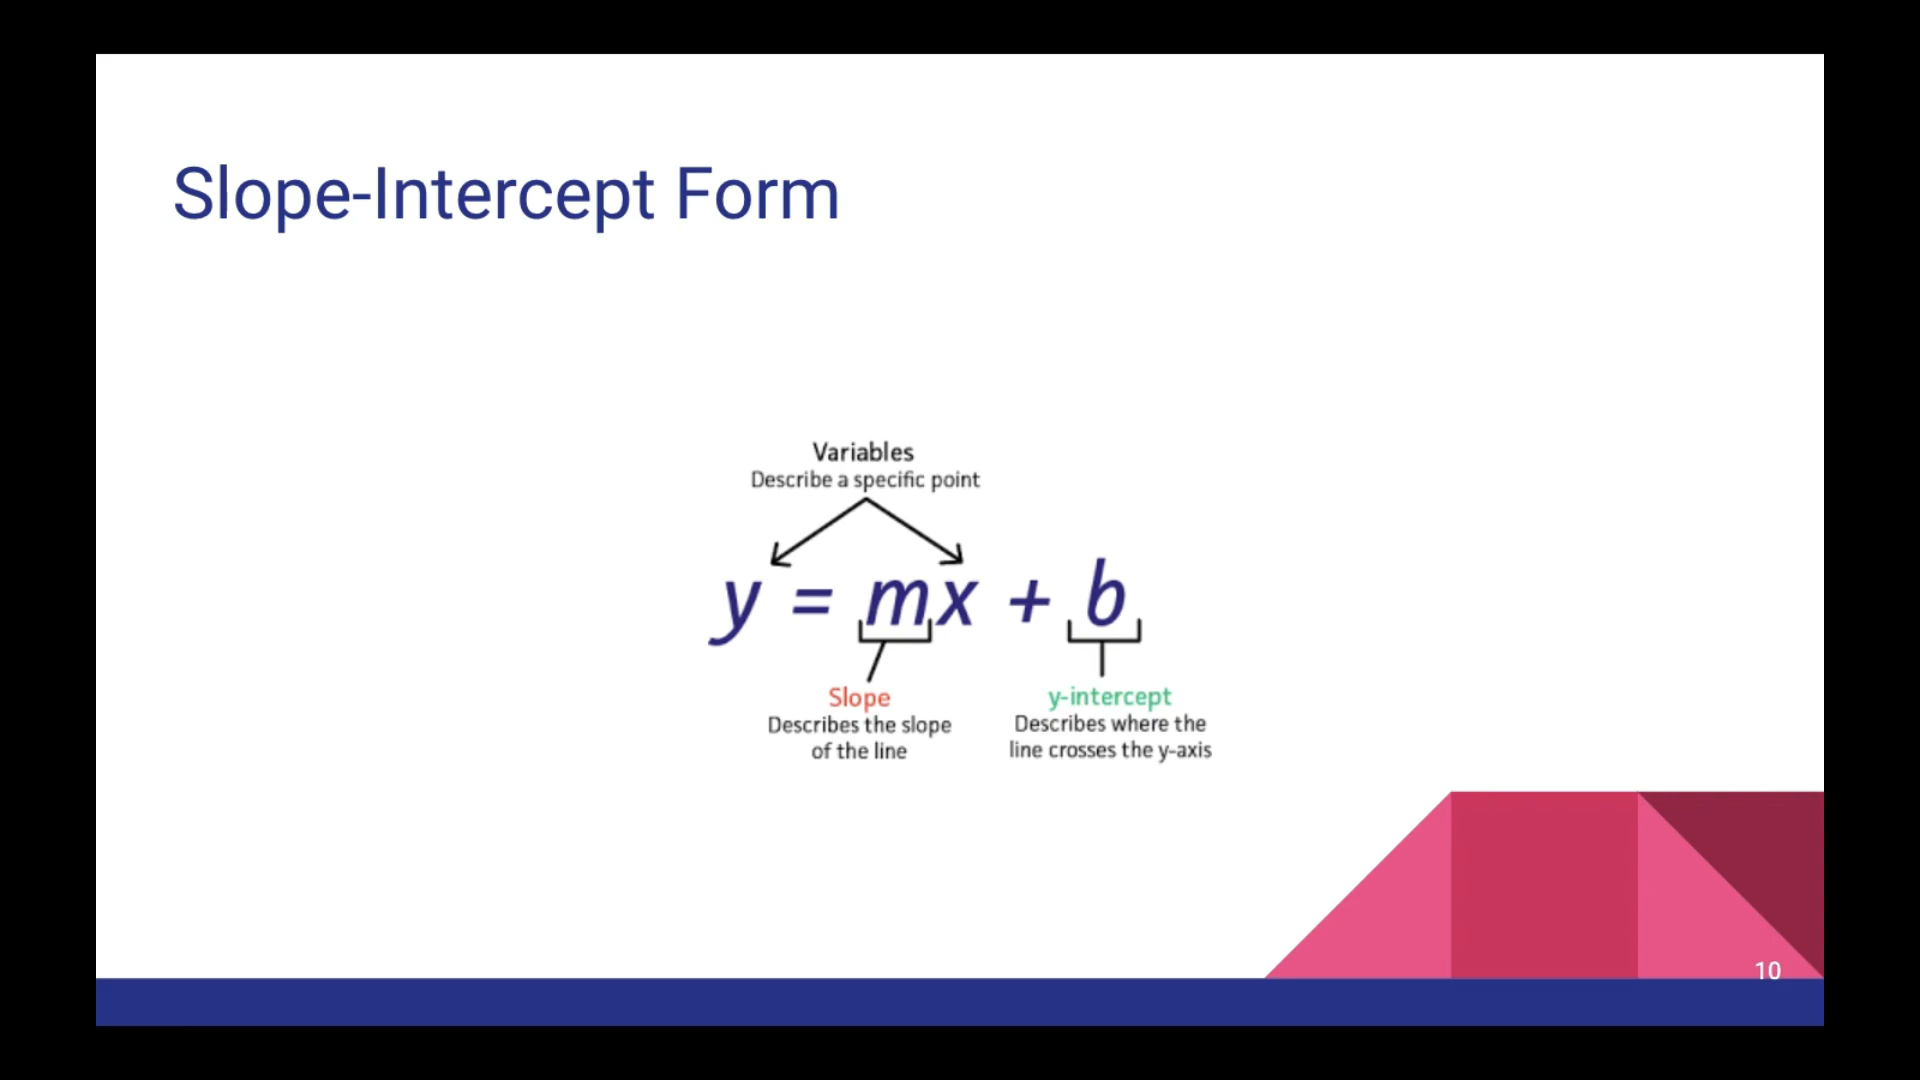 Slope-Intercept Form
Variables
Describe a specific point
y = mx + b
Slope
Describes the slope
of the line
y-intercept
Describes where the
line crosses the y-axis
10